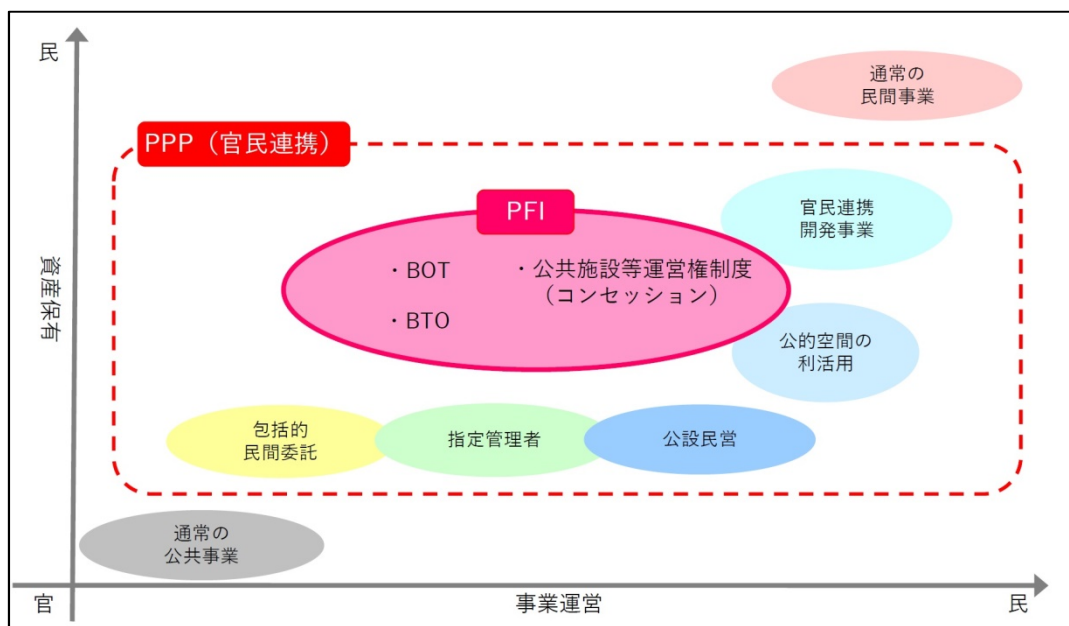 民
通常の
民間事業
PPP（官民連携）
PFI
・BOT
・公共施設等運営権制度
（コンセッション）
・BTO
官民連携
開発事業
資産保有
公的空間の
利活用
包括的
民間委託
指定管理者
公設民営
通常の
公共事業
官
事業運営
民